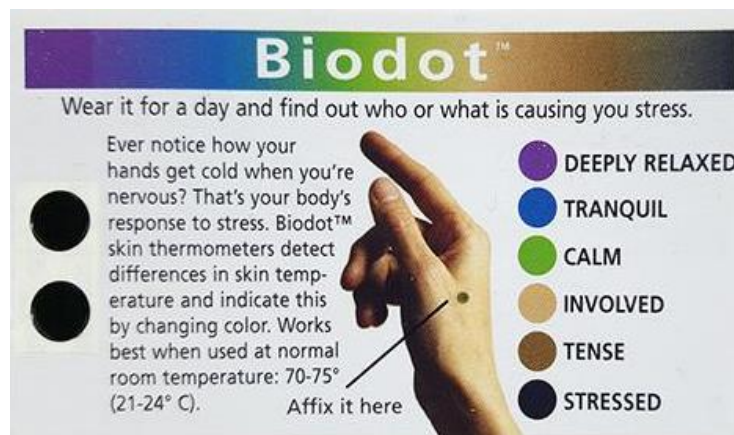 Biodot™
Wear it for a day and find out who or what is causing you stress.
Ever notice how your
hands get cold when you're
nervous? That's your body's
response to stress. Biodot™
skin thermometers detect
differences in skin temp-
erature and indicate this
by changing color. Works
best when used at normal
room temperature: 70-75°
(21-24° C).
Affix it here
DEEPLY RELAXED
TRANQUIL
CALM
INVOLVED
TENSE
STRESSED